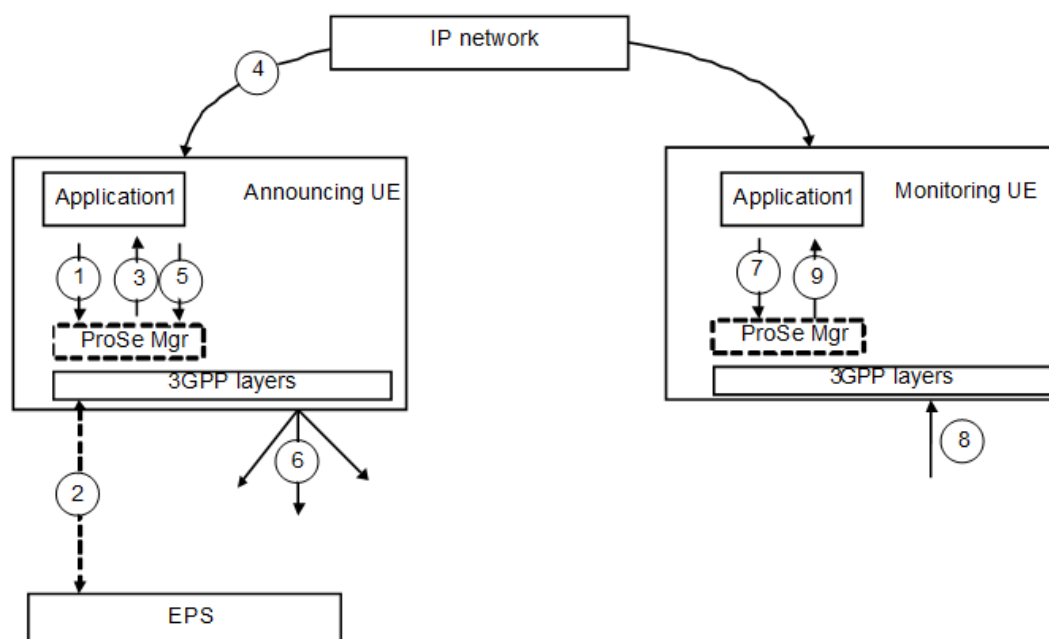 IP network
4
Application1
Announcing UE
Application1
Monitoring UE
1
3
5
7
9
ProSe Mgr
ProSe Mgr
3GPP layers
3GPP layers
6
8
2
EPS